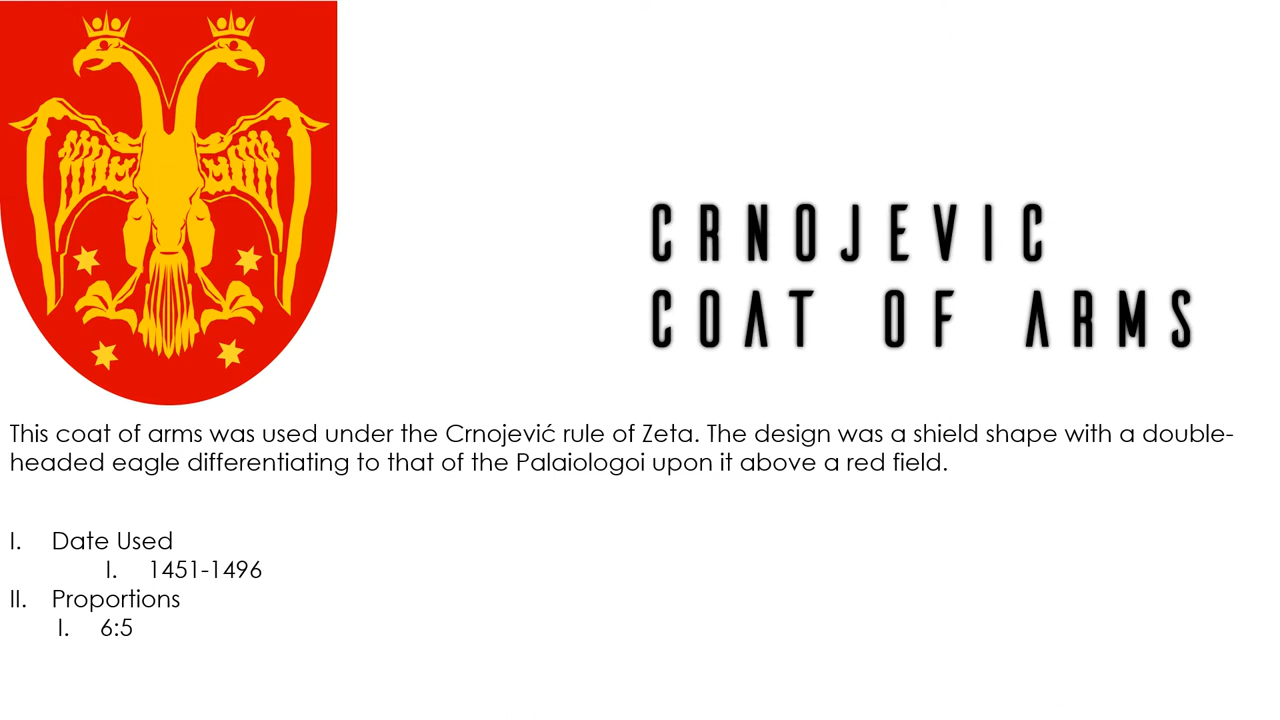 CRNOJEVIC
COAT OF ARMS
This coat of arms was used under the Crnojević rule of Zeta. The design was a shield shape with a double-
headed eagle differentiating to that of the Palaiologoi upon it above a red field.
I. Date Used
I. 1451-1496
II. Proportions
I. 6:5